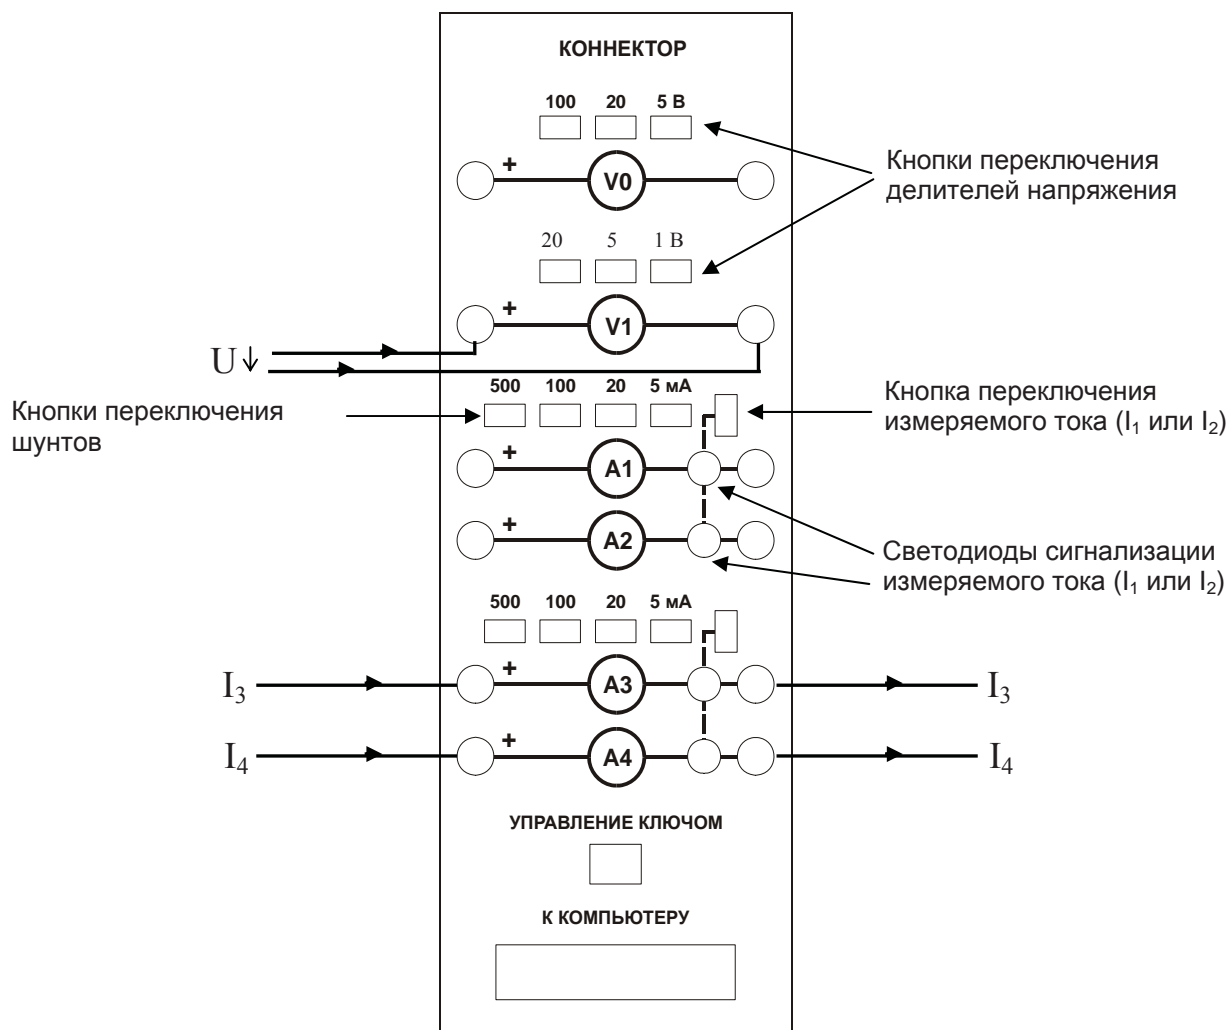 КОННЕКТОР
100 20 5 В
+ V0
Кнопки переключения
делителей напряжения
20 5 1 В
+ V1
U↓
500 100 20 5 мА
Кнопки переключения
шунтов
Кнопка переключения
измеряемого тока (I₁ или I₂)
+ A1
+ A2
Светодиоды сигнализации
измеряемого тока (I₁ или I₂)
500 100 20 5 мА
I₃ + A3 I₃
I₄ + A4 I₄
УПРАВЛЕНИЕ КЛЮЧОМ
К КОМПЬЮТЕРУ